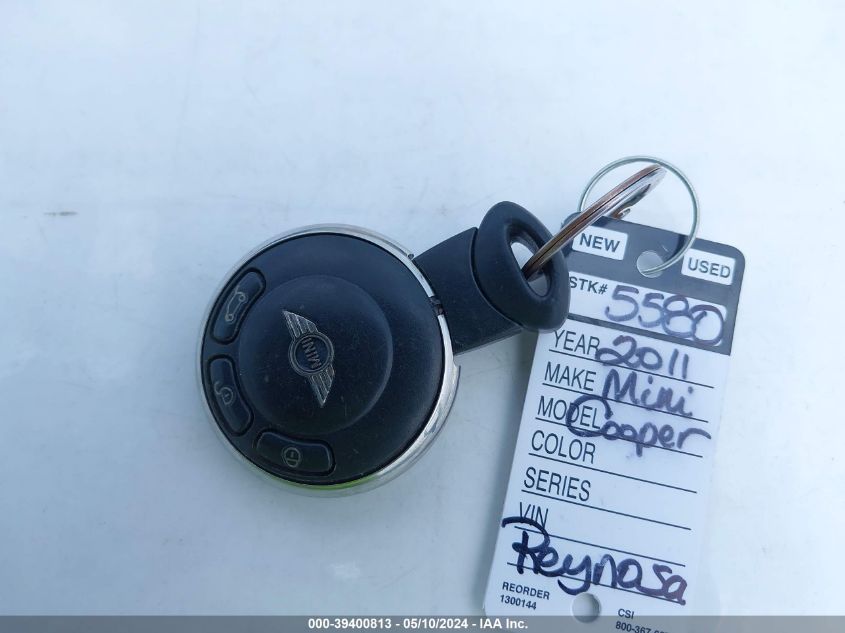 MINI
NEW
USED
STK# 5580
YEAR 2011
MAKE Mini
MODEL Cooper
COLOR
SERIES
VIN
Reynosa
REORDER
1300144
CSI
000-39400813 - 05/10/2024 - IAA Inc.